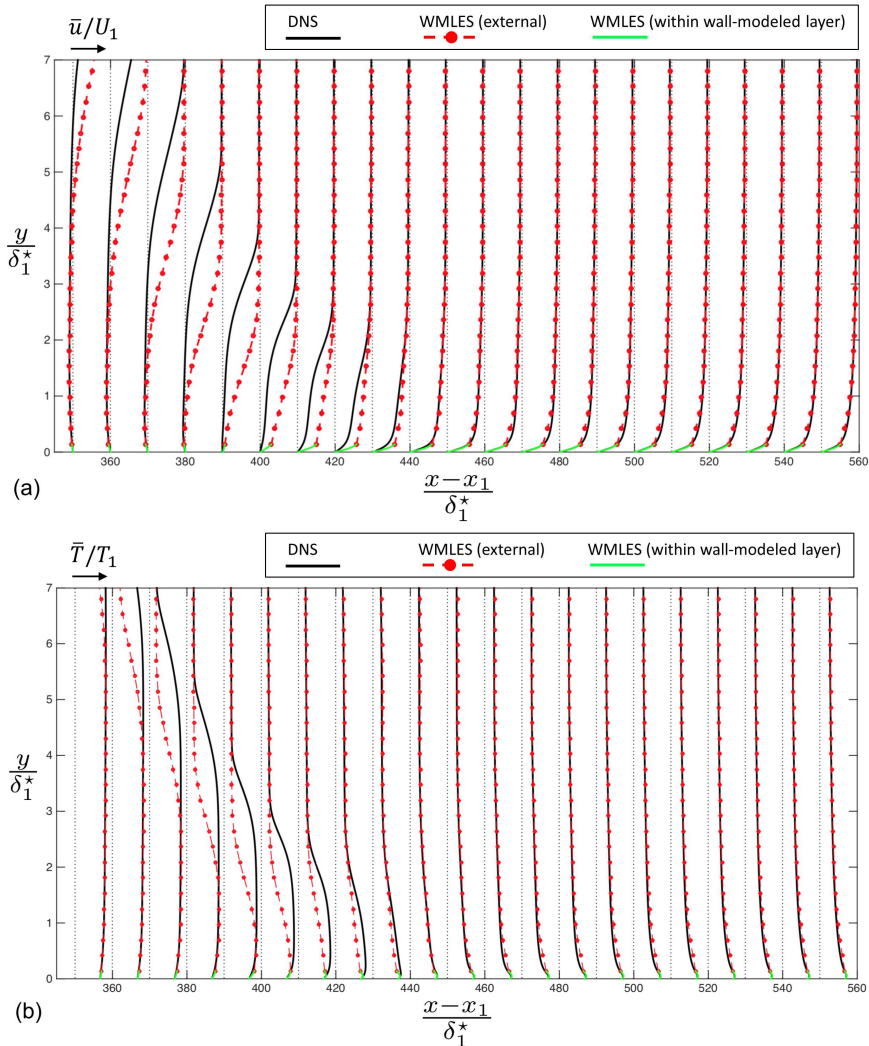 ū/U₁
DNS
WMLES (external)
WMLES (within wall-modeled layer)
7
6
5
4
3
2
1
0
y/δ₁*
360
380
400
420
440
460
480
500
520
540
560
(a)
x−x₁/δ₁*
T̄/T₁
DNS
WMLES (external)
WMLES (within wall-modeled layer)
7
6
5
4
3
2
1
0
y/δ₁*
360
380
400
420
440
460
480
500
520
540
560
(b)
x−x₁/δ₁*